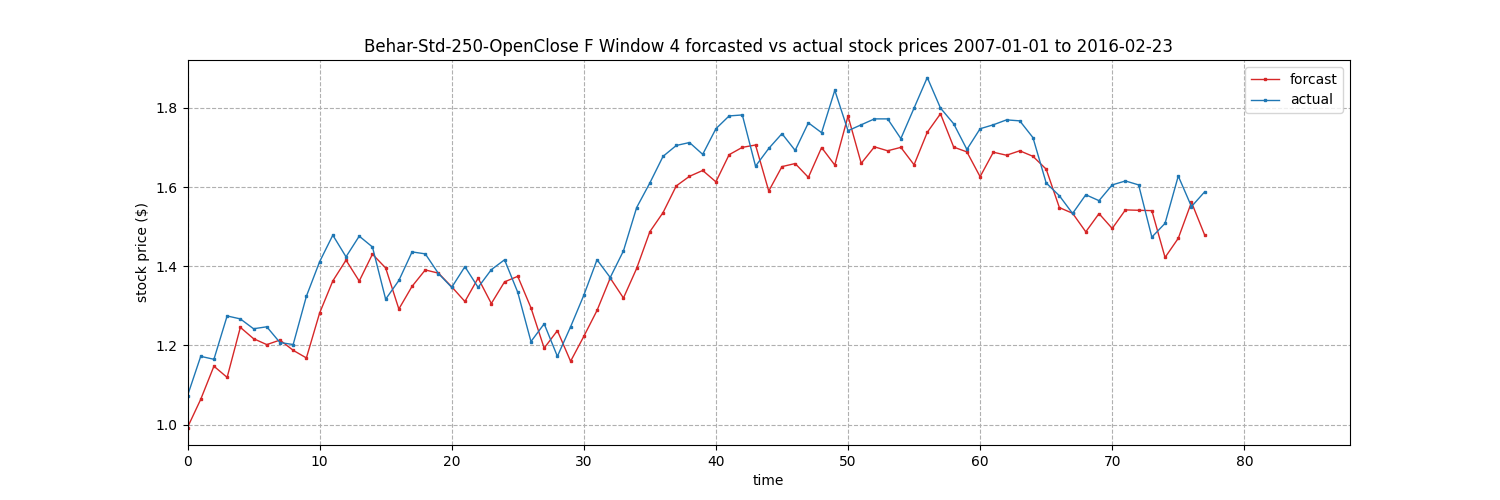 Behar-Std-250-OpenClose F Window 4 forcasted vs actual stock prices 2007-01-01 to 2016-02-23
forcast
actual
stock price ($)
1.8
1.6
1.4
1.2
1.0
0 10 20 30 40 50 60 70 80
time